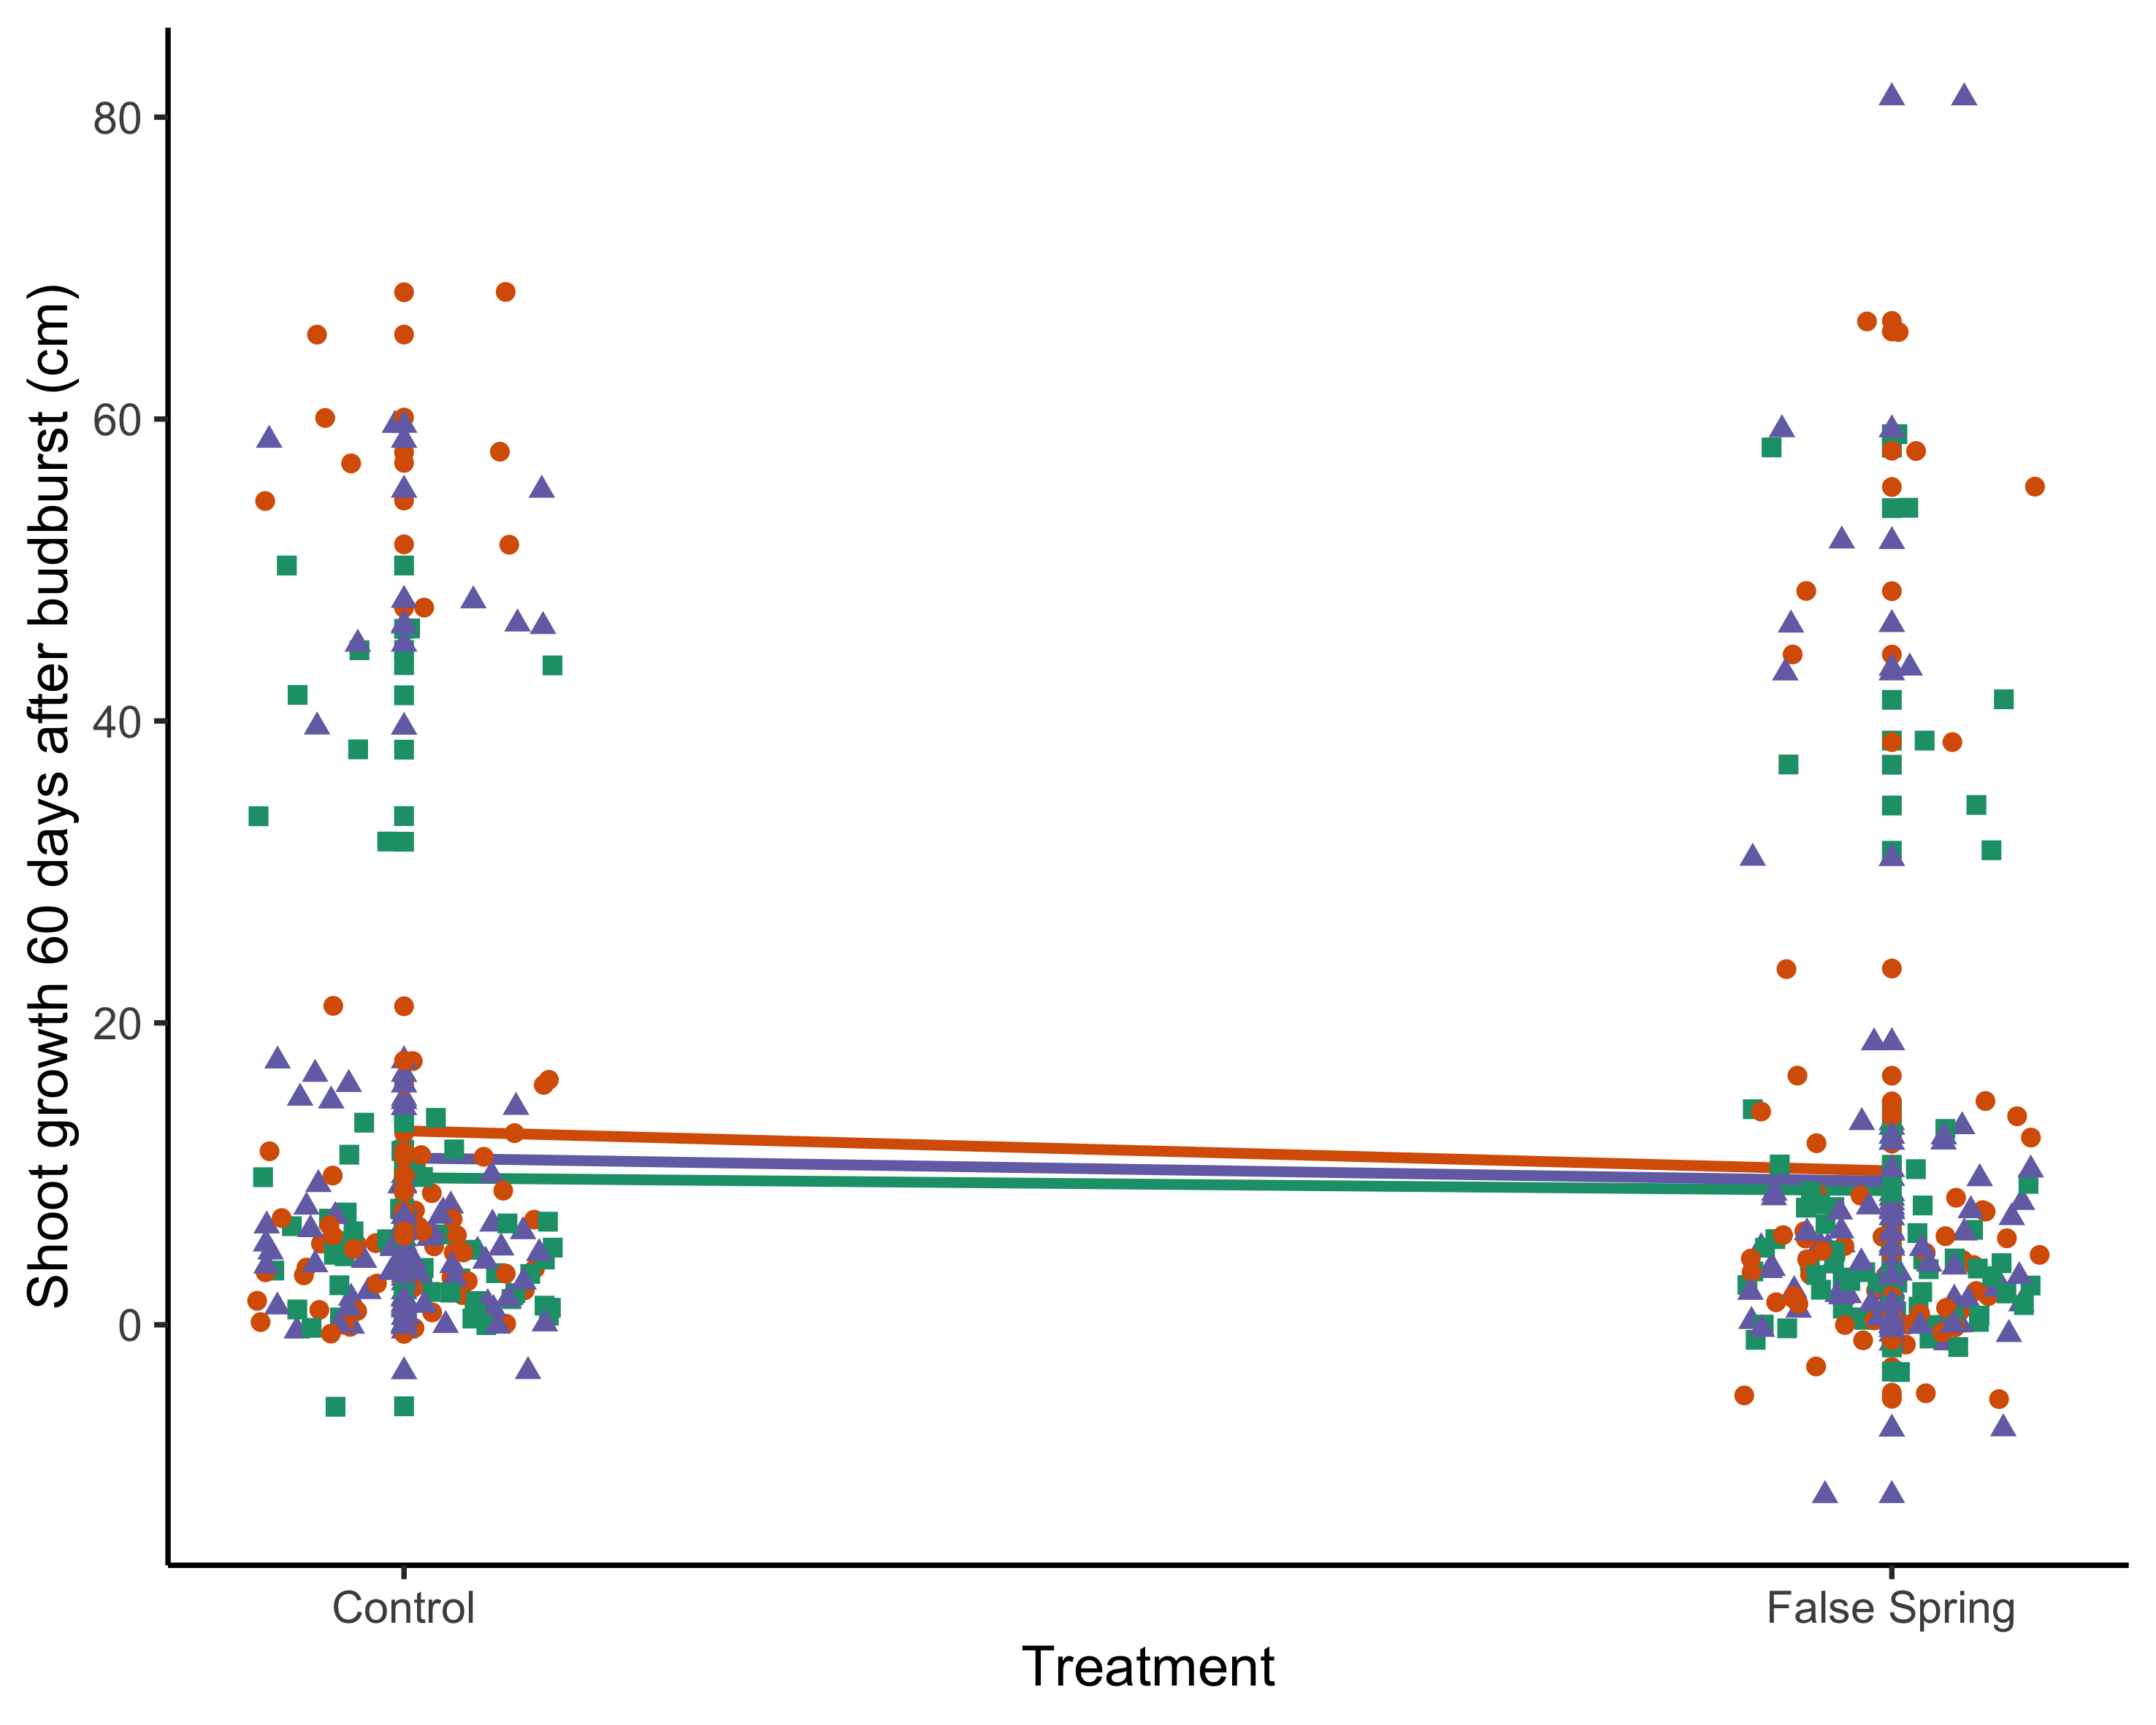 Shoot growth 60 days after budburst (cm)
80
60
40
20
0
Control
False Spring
Treatment